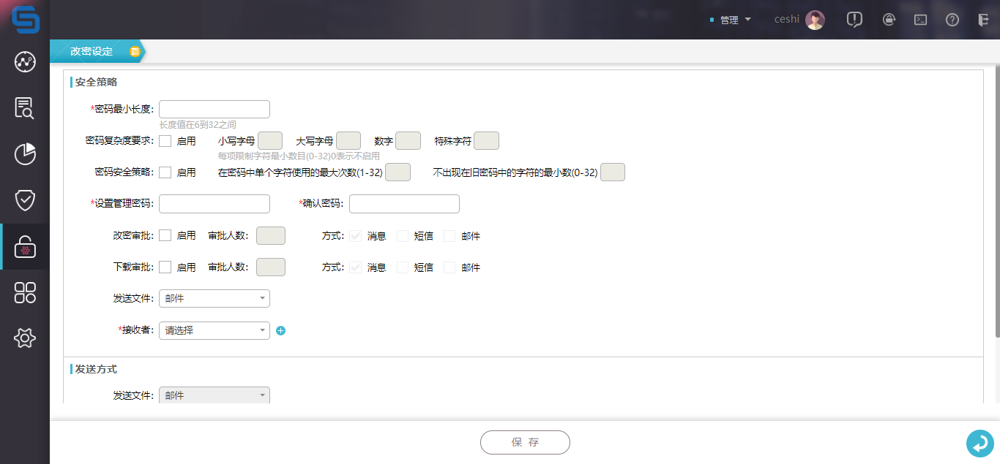 管理 ceshi
改密设定
安全策略
*密码最小长度:
长度值在6到32之间
密码复杂度要求: 启用 小写字母 大写字母 数字 特殊字符
每项限制字符最小数目(0-32)0表示不启用
密码安全策略: 启用 在密码中单个字符使用的最大次数(1-32) 不出现在旧密码中的字符的最小数(0-32)
*设置管理密码: *确认密码:
改密审批: 启用 审批人数: 方式: 消息 短信 邮件
下载审批: 启用 审批人数: 方式: 消息 短信 邮件
发送文件: 邮件
*接收者: 请选择
发送方式
发送文件: 邮件
保 存